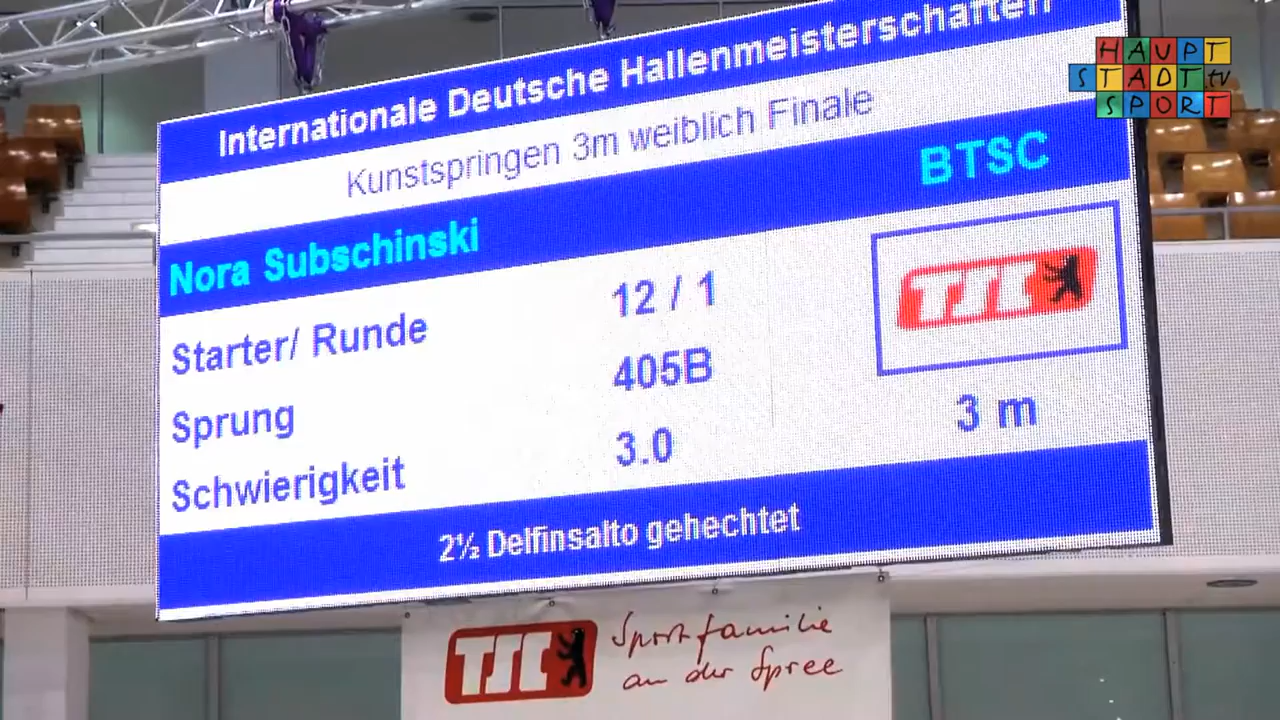 HAUPT
STADT tv
SPORT
Internationale Deutsche Hallenmeisterschaften
Kunstspringen 3m weiblich Finale
Nora Subschinski BTSC
Starter/ Runde 12 / 1
TSC
Sprung 405B
Schwierigkeit 3.0 3 m
2½ Delfinsalto gehechtet
TSC Sportfamilie
an der Spree